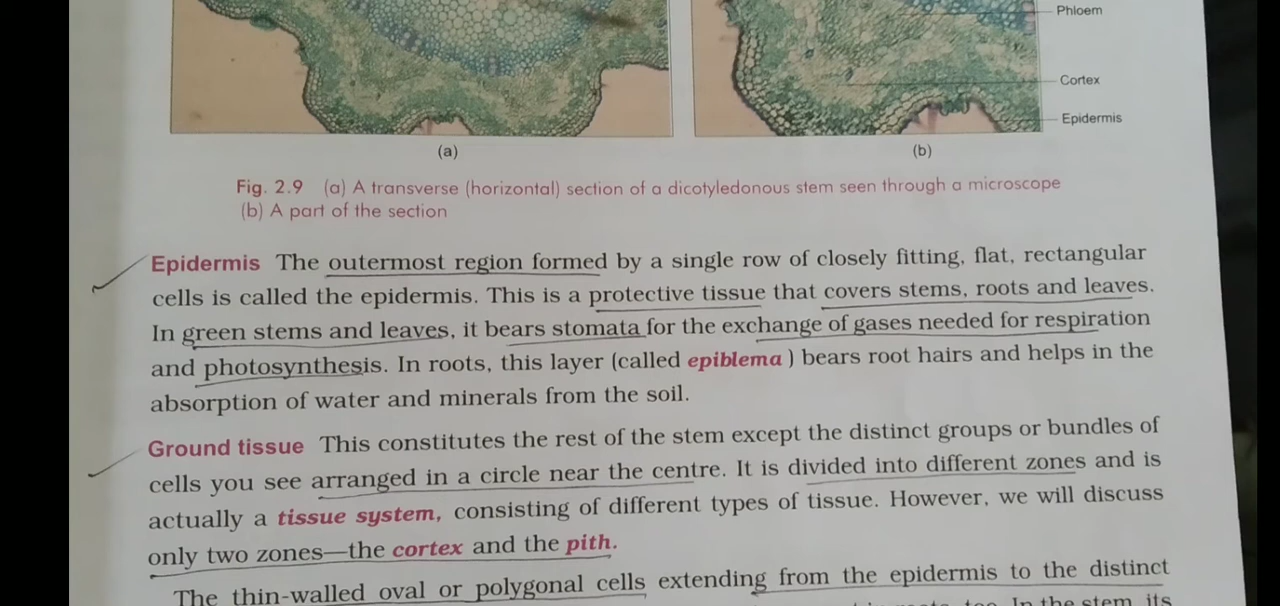 Phloem
Cortex
Epidermis
(a)
(b)
Fig. 2.9 (a) A transverse (horizontal) section of a dicotyledonous stem seen through a microscope
(b) A part of the section
Epidermis The outermost region formed by a single row of closely fitting, flat, rectangular
cells is called the epidermis. This is a protective tissue that covers stems, roots and leaves.
In green stems and leaves, it bears stomata for the exchange of gases needed for respiration
and photosynthesis. In roots, this layer (called epiblema ) bears root hairs and helps in the
absorption of water and minerals from the soil.
Ground tissue This constitutes the rest of the stem except the distinct groups or bundles of
cells you see arranged in a circle near the centre. It is divided into different zones and is
actually a tissue system, consisting of different types of tissue. However, we will discuss
only two zones—the cortex and the pith.
The thin-walled oval or polygonal cells extending from the epidermis to the distinct
too. In the stem, its